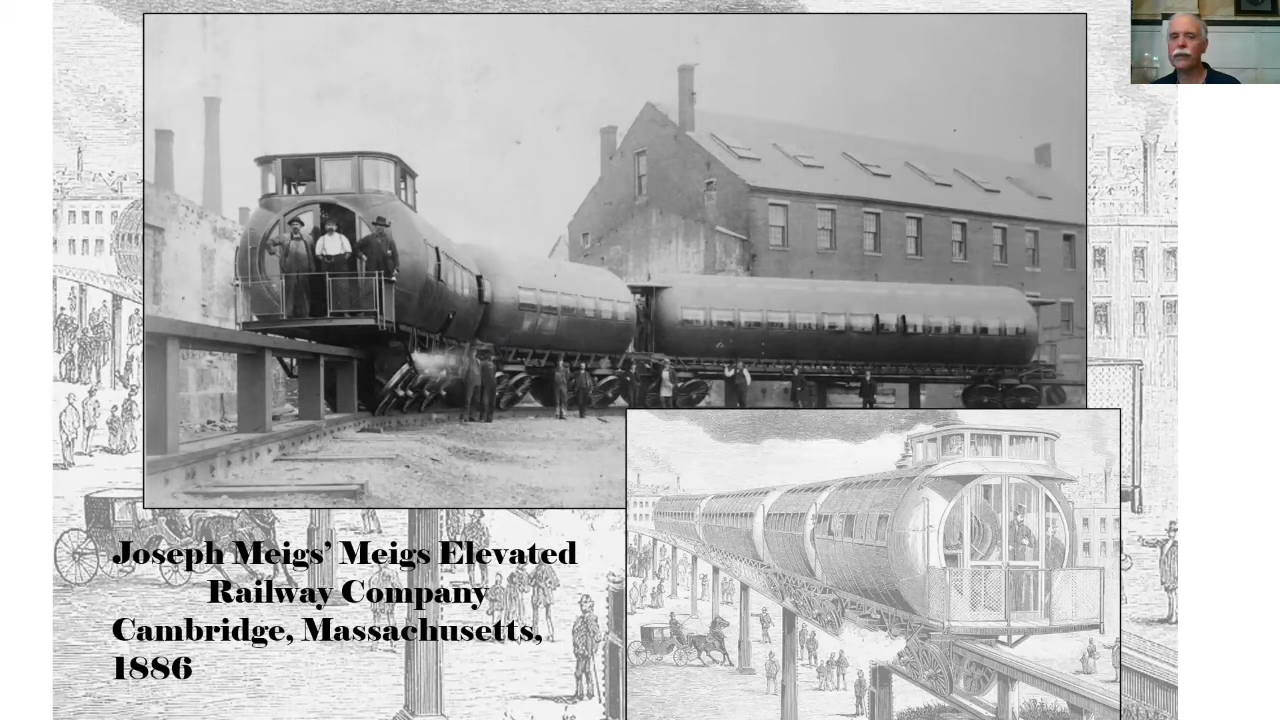 Joseph Meigs’ Meigs Elevated
Railway Company
Cambridge, Massachusetts,
1886